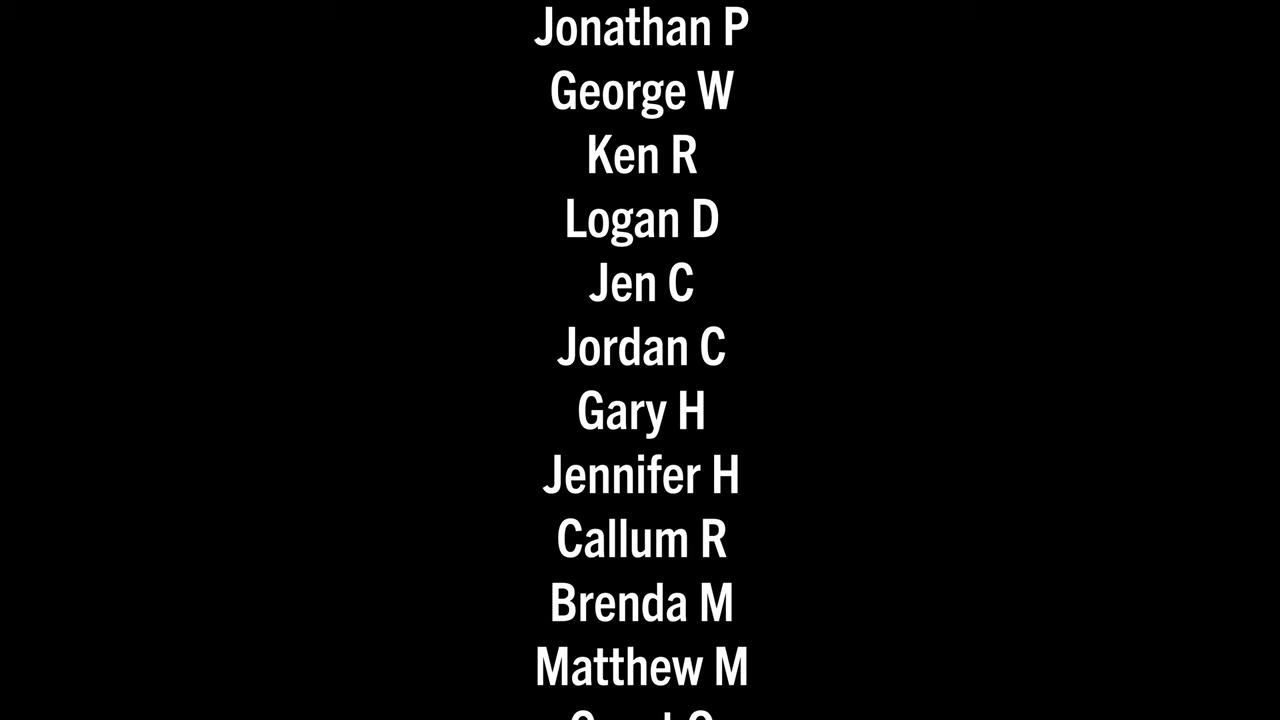 Jonathan P
George W
Ken R
Logan D
Jen C
Jordan C
Gary H
Jennifer H
Callum R
Brenda M
Matthew M